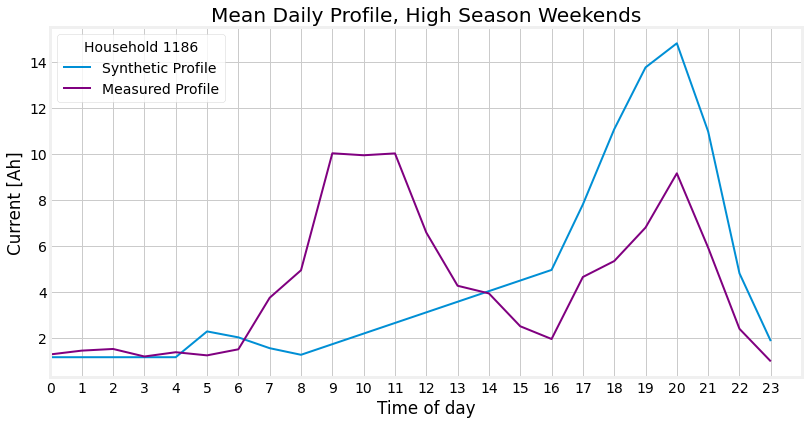 Mean Daily Profile, High Season Weekends
Household 1186
Synthetic Profile
Measured Profile
Current [Ah]
14
12
10
8
6
4
2
0 1 2 3 4 5 6 7 8 9 10 11 12 13 14 15 16 17 18 19 20 21 22 23
Time of day